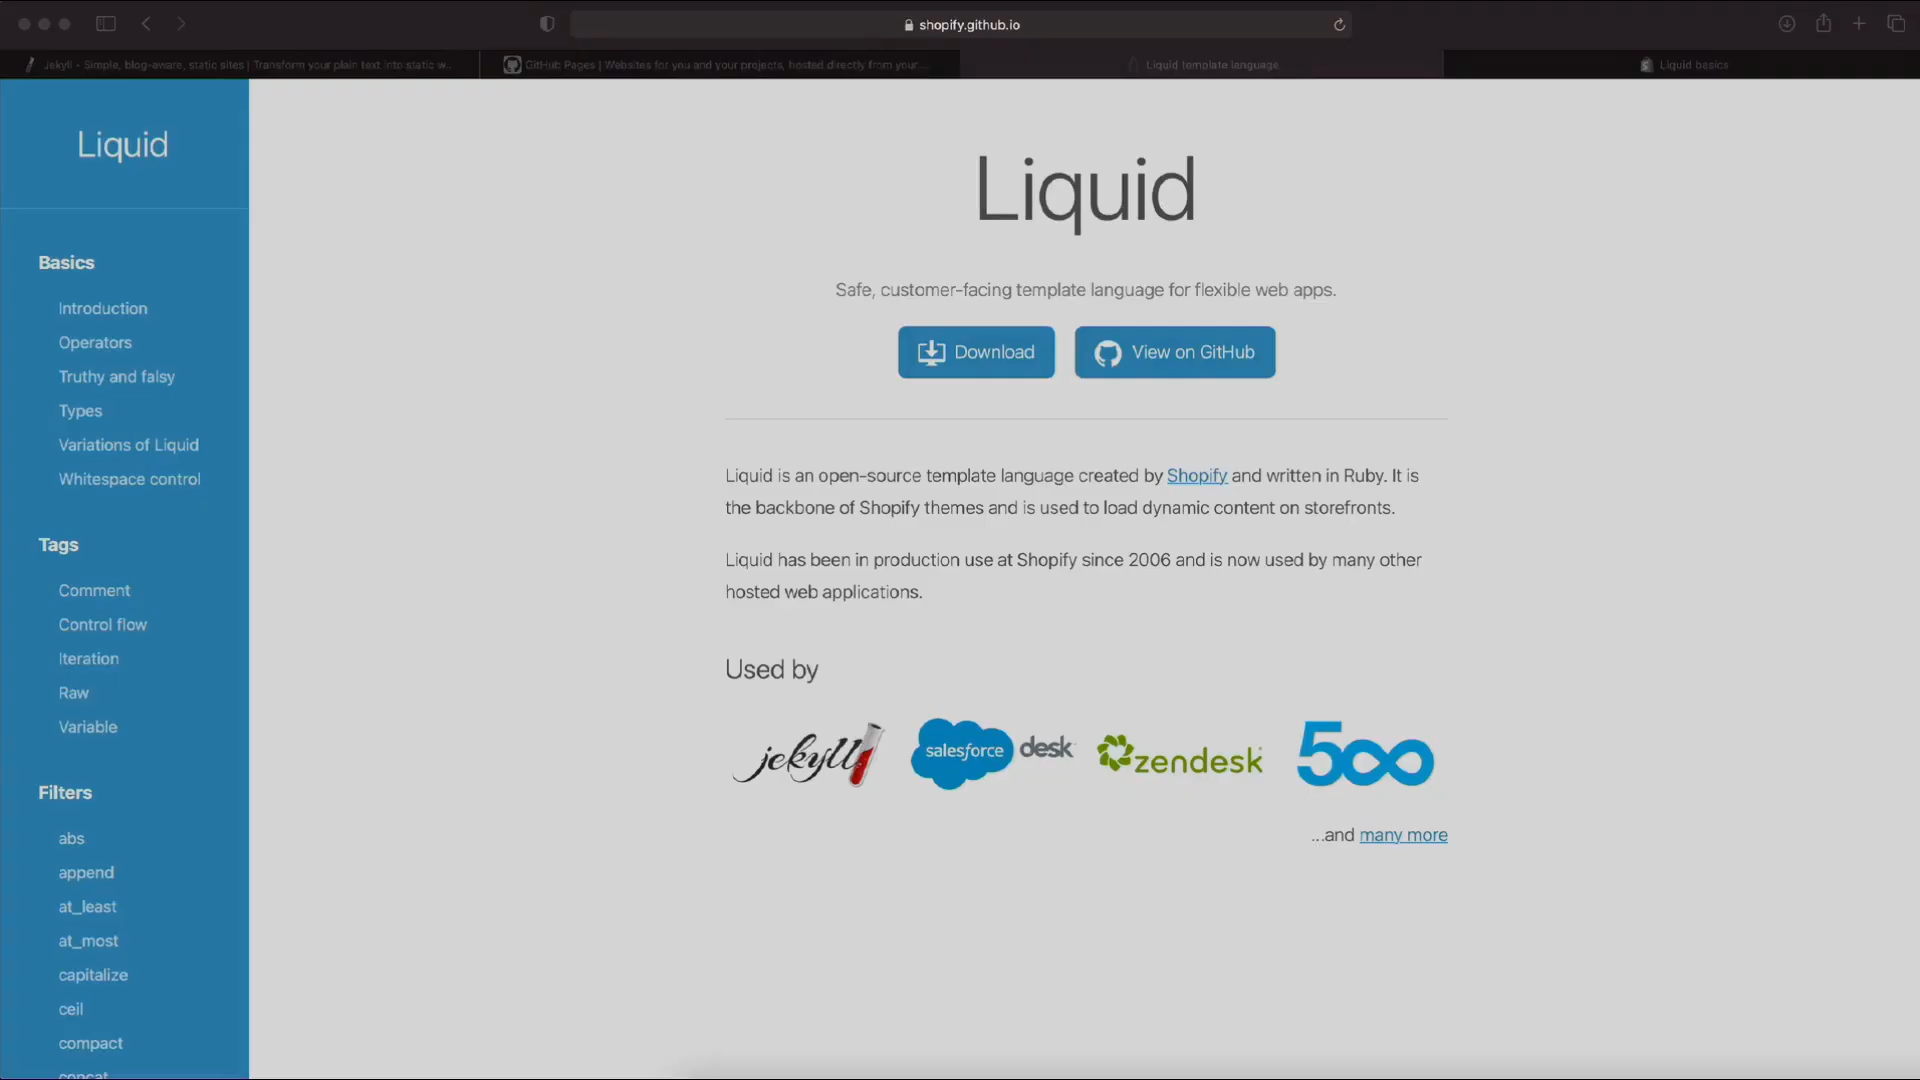 shopify.github.io
Jekyll • Simple, blog-aware, static sites | Transform your plain text into static w...
GitHub Pages | Websites for you and your projects, hosted directly from your...
Liquid template language
Liquid basics
Liquid
Basics
Introduction
Operators
Truthy and falsy
Types
Variations of Liquid
Whitespace control
Tags
Comment
Control flow
Iteration
Raw
Variable
Filters
abs
append
at_least
at_most
capitalize
ceil
compact
concat
Liquid
Safe, customer-facing template language for flexible web apps.
Download
View on GitHub
Liquid is an open-source template language created by Shopify and written in Ruby. It is
the backbone of Shopify themes and is used to load dynamic content on storefronts.
Liquid has been in production use at Shopify since 2006 and is now used by many other
hosted web applications.
Used by
jekyll
salesforce desk
zendesk
500
...and many more